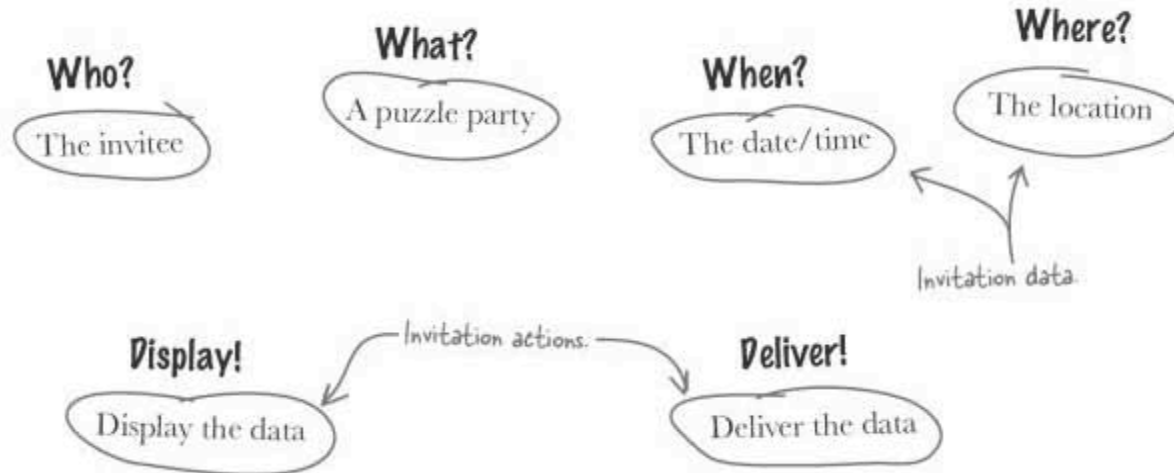 Who?
The invitee
What?
A puzzle party
When?
The date/time
Where?
The location
Invitation data.
Invitation actions.
Display!
Display the data
Deliver!
Deliver the data